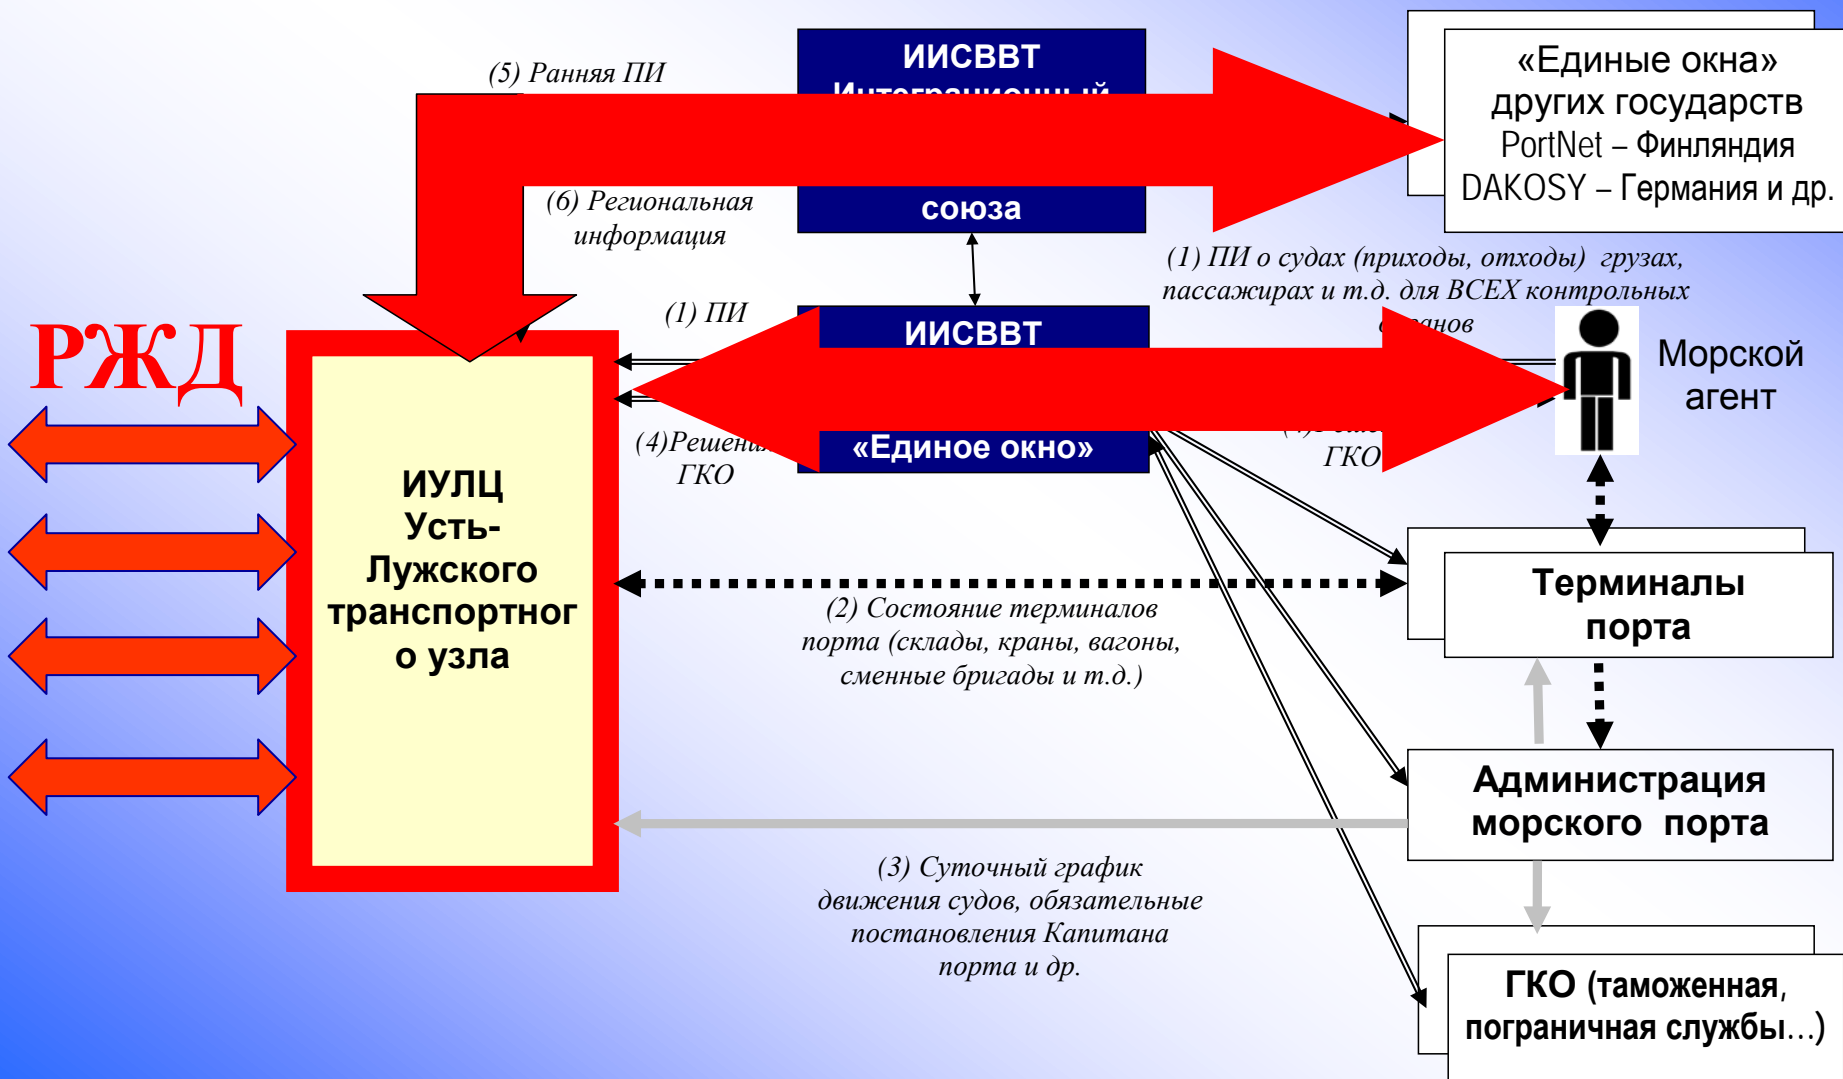 (5) Ранняя ПИ
ИИСВВТ
союза
«Единые окна»
других государств
PortNet – Финляндия
DAKOSY – Германия и др.
(6) Региональная
информация
(1) ПИ о судах (приходы, отходы) грузах,
пассажирах и т.д. для ВСЕХ контрольных
РЖД
(1) ПИ
ИИСВВТ
«Единое окно»
Морской
агент
(4)Решения
ГКО
ГКО
ИУЛЦ
Усть-
Лужского
транспортног
о узла
(2) Состояние терминалов
порта (склады, краны, вагоны,
сменные бригады и т.д.)
Терминалы
порта
Администрация
морского порта
(3) Суточный график
движения судов, обязательные
постановления Капитана
порта и др.
ГКО (таможенная,
пограничная службы...)